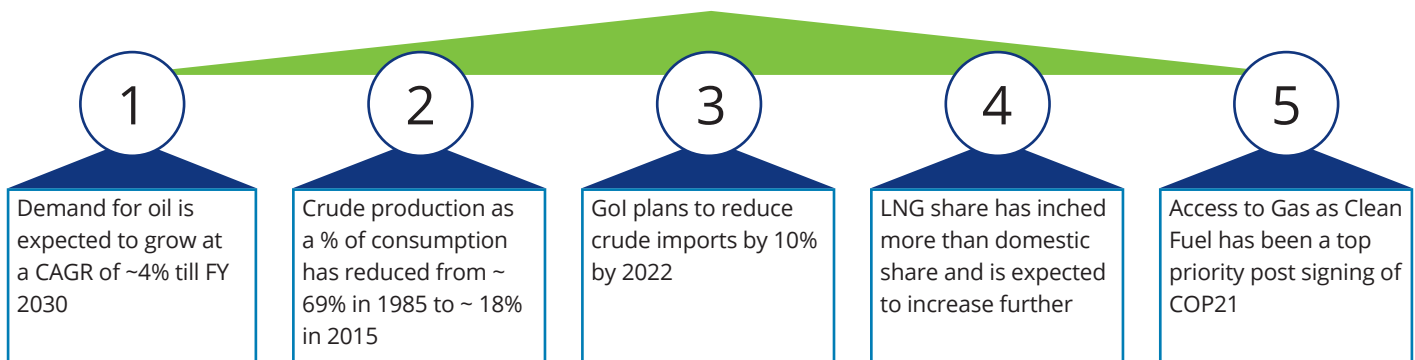 1
Demand for oil is
expected to grow at
a CAGR of ~4% till FY
2030
2
Crude production as
a % of consumption
has reduced from ~
69% in 1985 to ~ 18%
in 2015
3
GoI plans to reduce
crude imports by 10%
by 2022
4
LNG share has inched
more than domestic
share and is expected
to increase further
5
Access to Gas as Clean
Fuel has been a top
priority post signing of
COP21